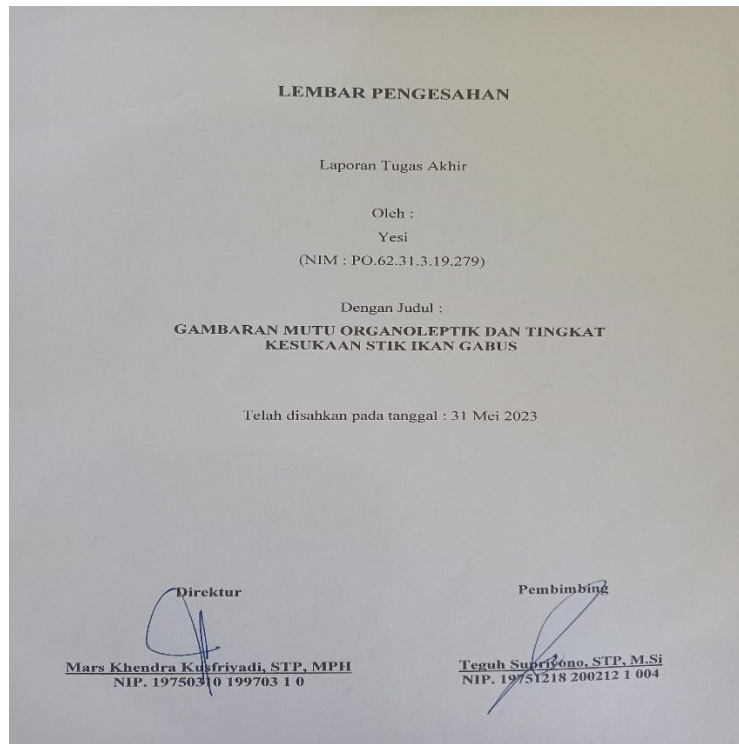 LEMBAR PENGESAHAN
Laporan Tugas Akhir
Oleh :
Yesi
(NIM : PO.62.31.3.19.279)
Dengan Judul :
GAMBARAN MUTU ORGANOLEPTIK DAN TINGKAT
KESUKAAN STIK IKAN GABUS
Telah disahkan pada tanggal : 31 Mei 2023
Direktur
Mars Khendra Kusfriyadi, STP, MPH
NIP. 19750310 199703 1 0
Pembimbing
Teguh Supriyono, STP, M.Si
NIP. 19751218 200212 1 004